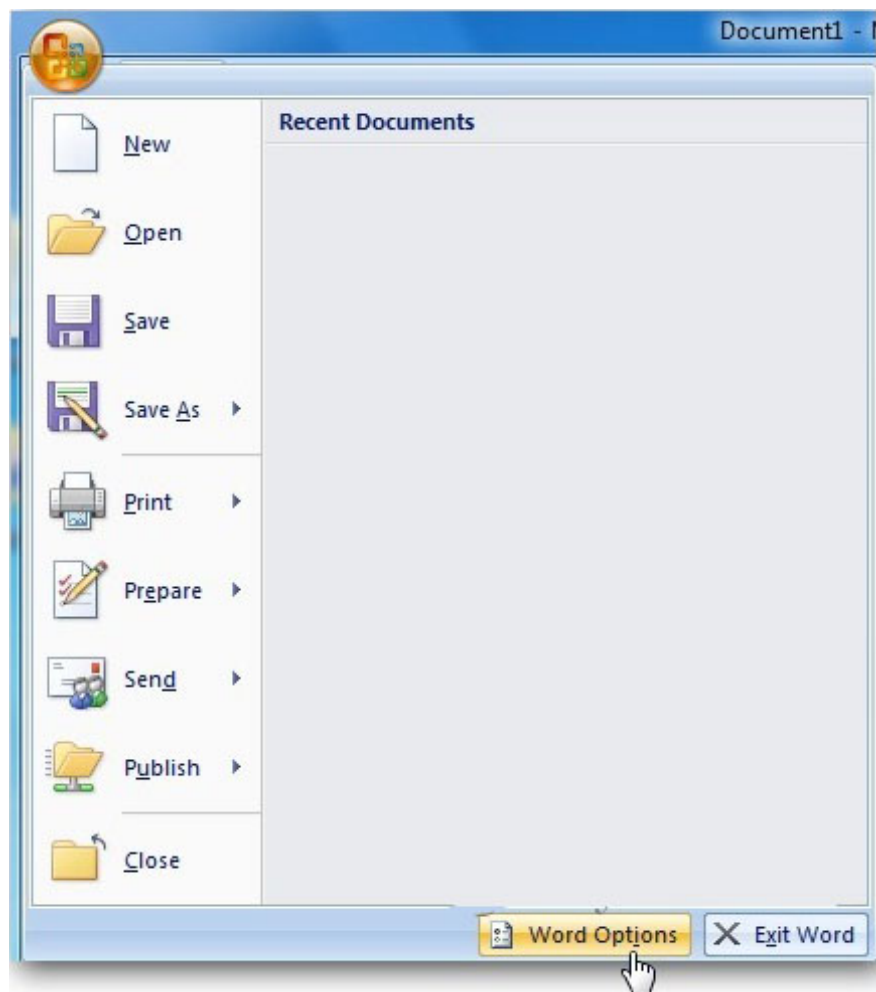 Document1 -
Recent Documents
New
Open
Save
Save As
Print
Prepare
Send
Publish
Close
Word Options
Exit Word